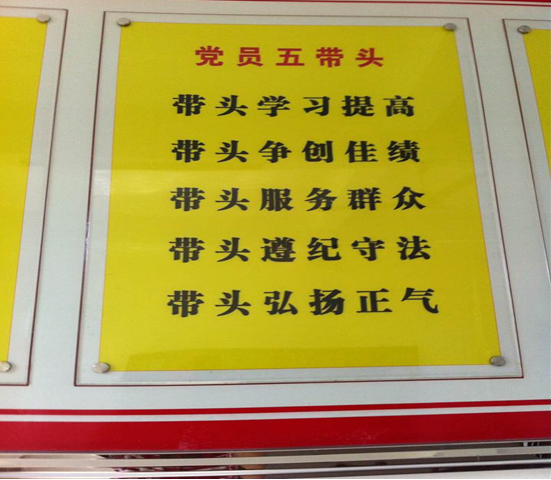 党员五带头
带头学习提高
带头争创佳绩
带头服务群众
带头遵纪守法
带头弘扬正气